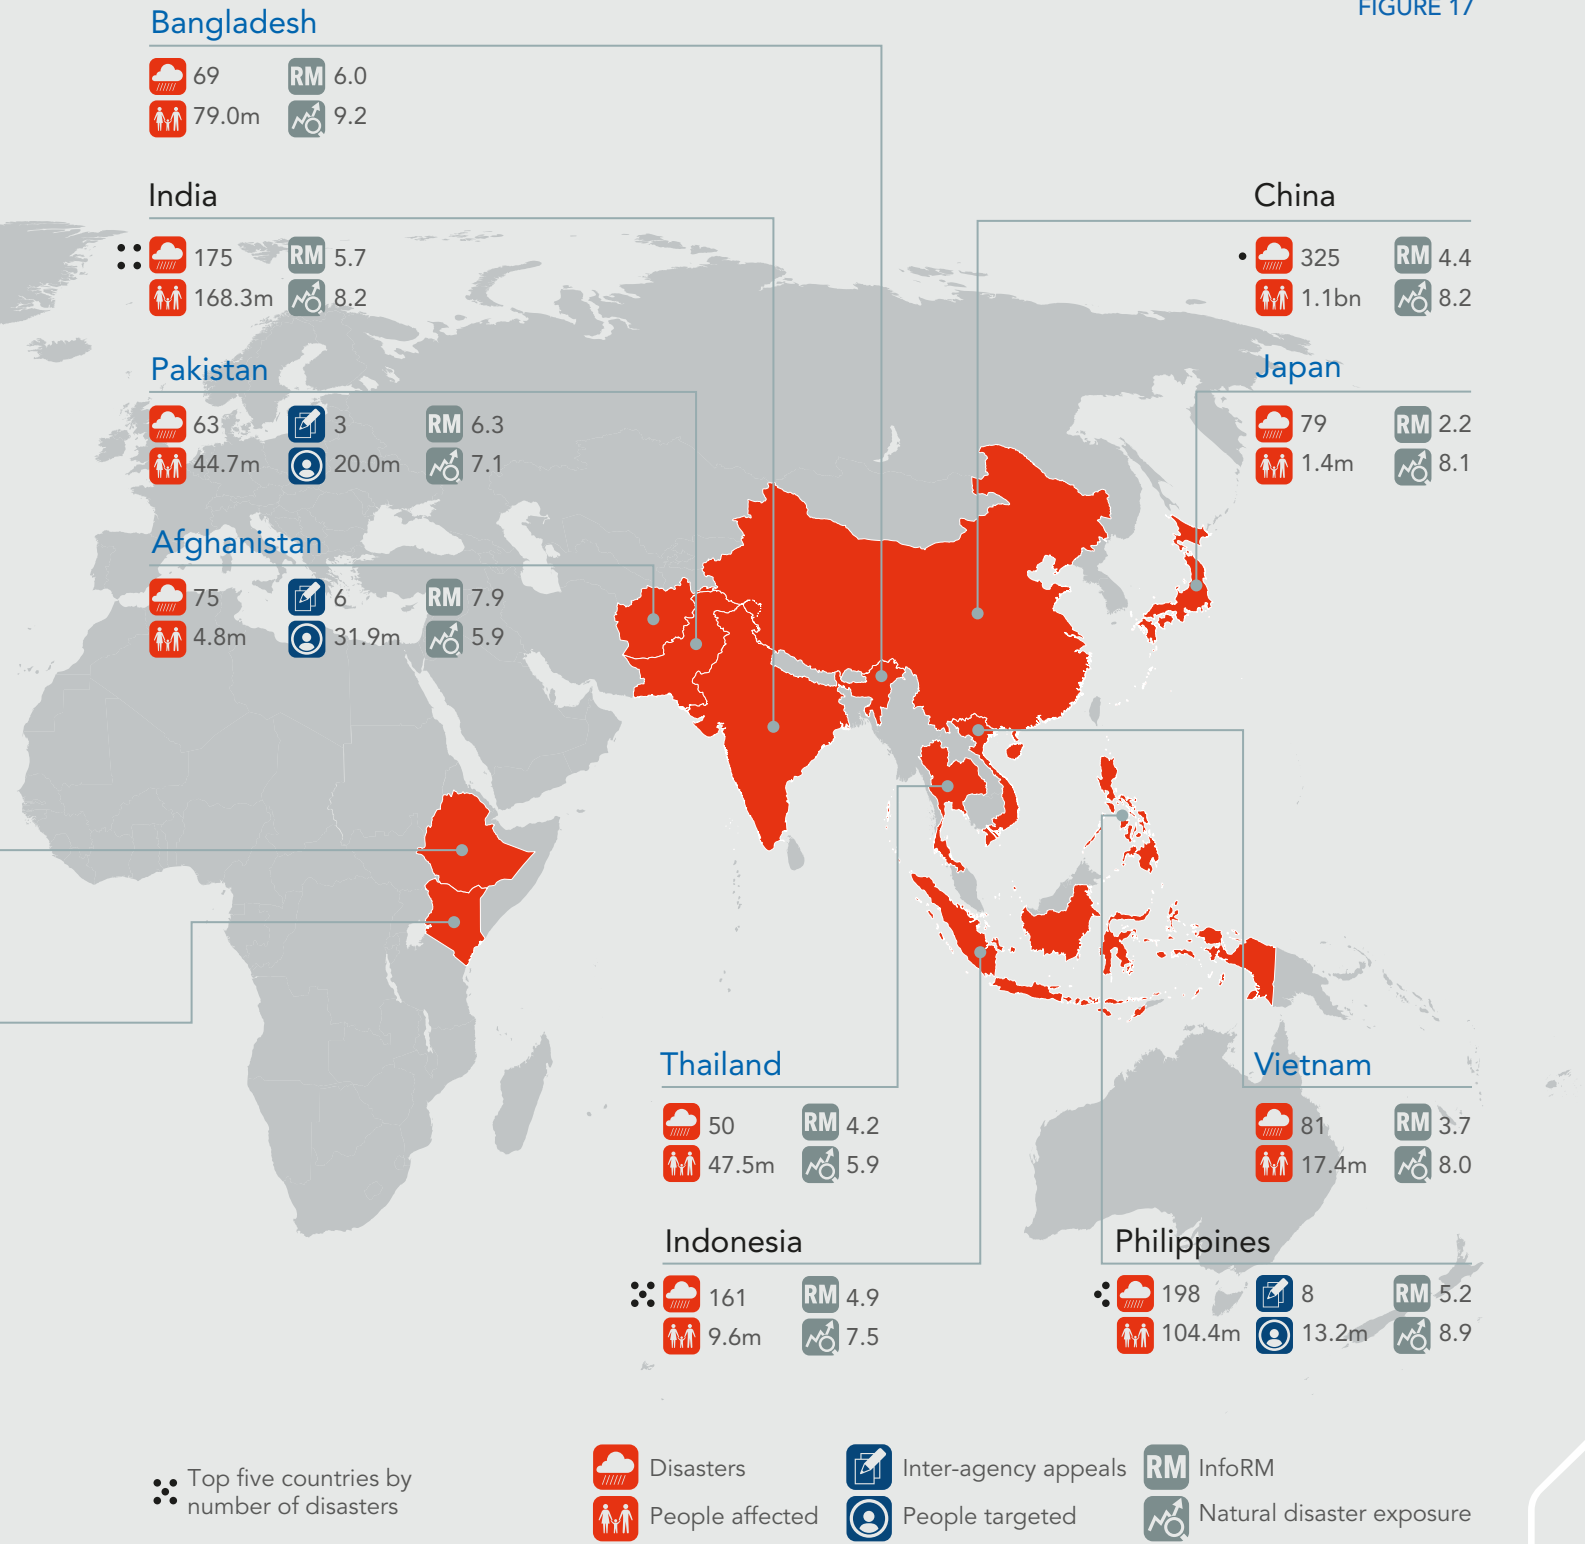 FIGURE 17
Bangladesh
69 RM 6.0
79.0m 9.2
India
175 RM 5.7
168.3m 8.2
China
325 RM 4.4
1.1bn 8.2
Pakistan
63 3 RM 6.3
44.7m 20.0m 7.1
Japan
79 RM 2.2
1.4m 8.1
Afghanistan
75 6 RM 7.9
4.8m 31.9m 5.9
Thailand
50 RM 4.2
47.5m 5.9
Vietnam
81 RM 3.7
17.4m 8.0
Indonesia
161 RM 4.9
9.6m 7.5
Philippines
198 8 RM 5.2
104.4m 13.2m 8.9
Top five countries by
number of disasters
Disasters Inter-agency appeals RM InfoRM
People affected People targeted Natural disaster exposure